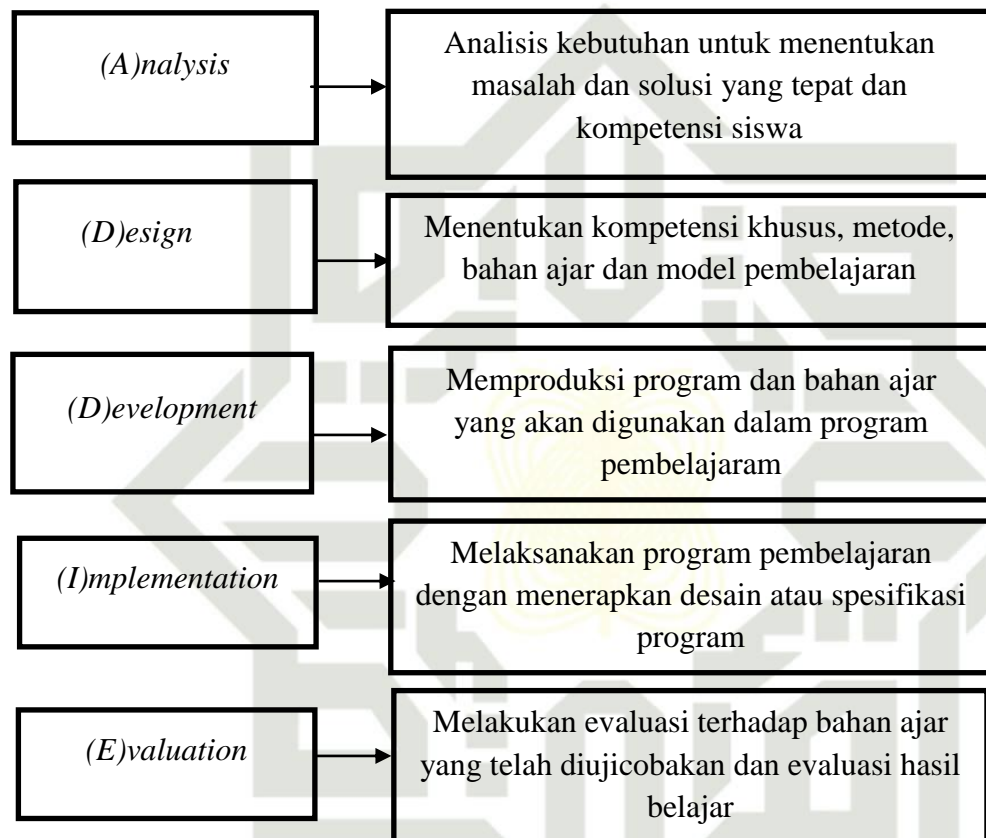 (A)nalysis
Analisis kebutuhan untuk menentukan
masalah dan solusi yang tepat dan
kompetensi siswa
(D)esign
Menentukan kompetensi khusus, metode,
bahan ajar dan model pembelajaran
(D)evelopment
Memproduksi program dan bahan ajar
yang akan digunakan dalam program
pembelajaram
(I)mplementation
Melaksanakan program pembelajaran
dengan menerapkan desain atau spesifikasi
program
(E)valuation
Melakukan evaluasi terhadap bahan ajar
yang telah diujicobakan dan evaluasi hasil
belajar